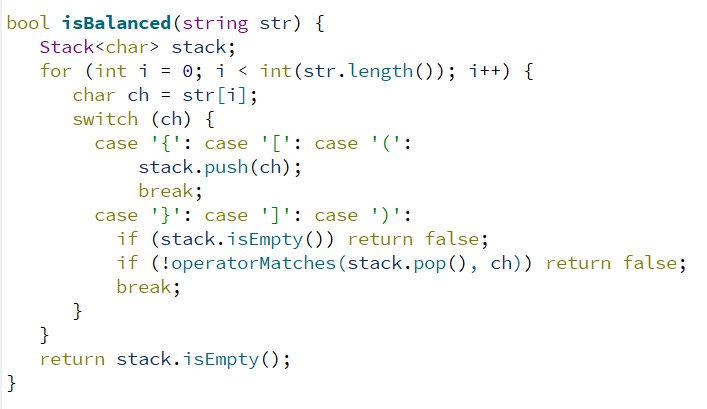 bool isBalanced(string str) {
   Stack<char> stack;
   for (int i = 0; i < int(str.length()); i++) {
      char ch = str[i];
      switch (ch) {
        case '{': case '[': case '(':
            stack.push(ch);
            break;
        case '}': case ']': case ')':
          if (stack.isEmpty()) return false;
          if (!operatorMatches(stack.pop(), ch)) return false;
          break;
      }
   }
   return stack.isEmpty();
}